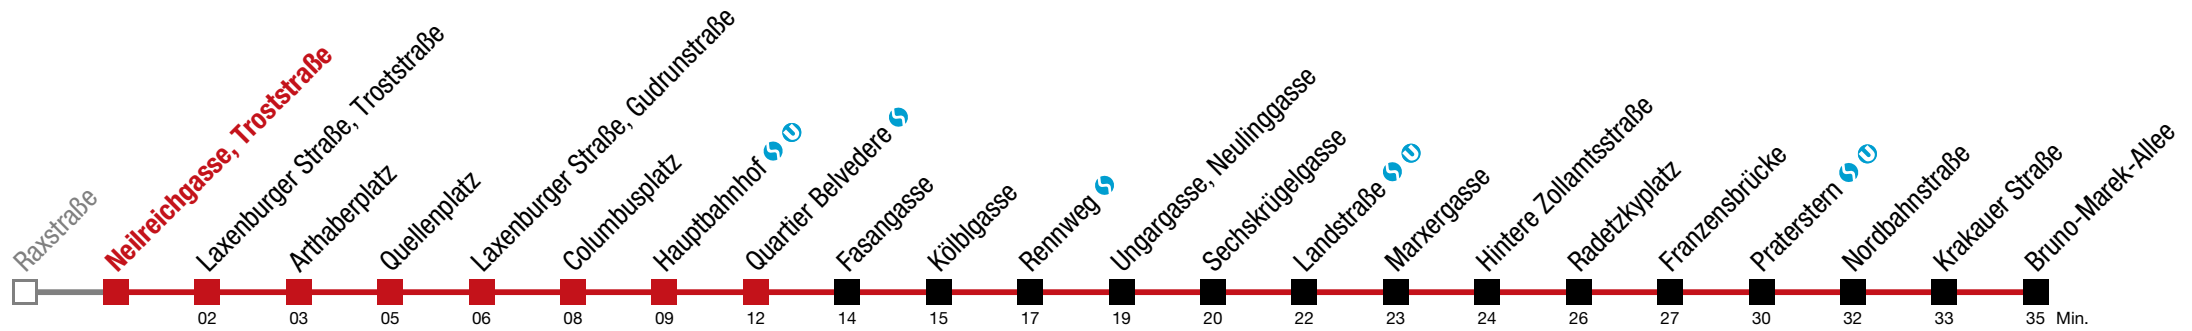 Raxstraße
Neilreichgasse, Troststraße
Laxenburger Straße, Troststraße
Arthaberplatz
Quellenplatz
Laxenburger Straße, Gudrunstraße
Columbusplatz
Hauptbahnhof S U
Quartier Belvedere S
Fasangasse
Kölblgasse
Rennweg S
Ungargasse, Neulinggasse
Sechskrügelgasse
Landstraße S U
Marxergasse
Hintere Zollamtsstraße
Radetzkyplatz
Franzensbrücke
Praterstern S U
Nordbahnstraße
Krakauer Straße
Bruno-Marek-Allee
02 03 05 06 08 09 12 14 15 17 19 20 22 23 24 26 27 30 32 33 35 Min.